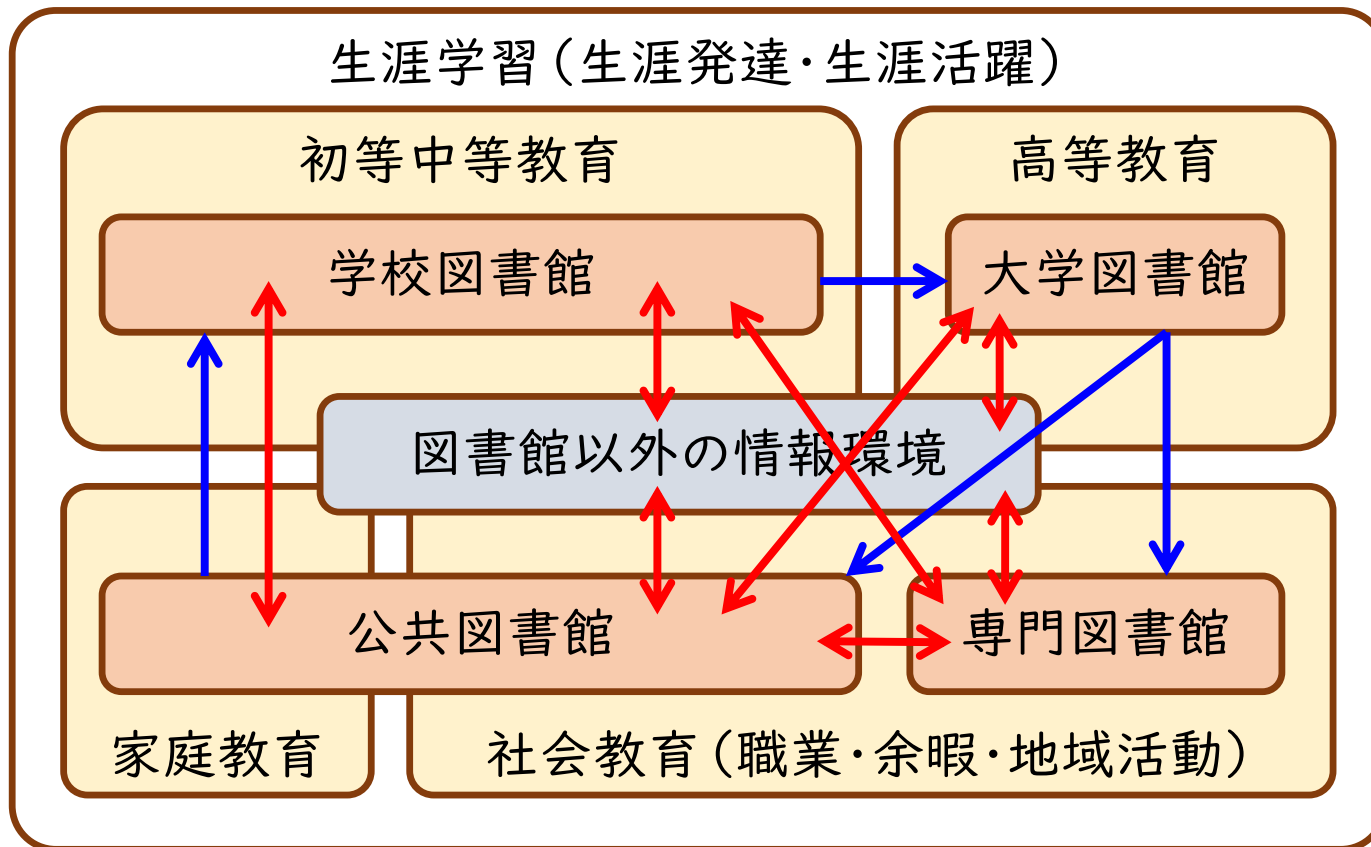 生涯学習(生涯発達・生涯活躍)
初等中等教育
高等教育
学校図書館
大学図書館
図書館以外の情報環境
公共図書館
専門図書館
家庭教育
社会教育(職業・余暇・地域活動)